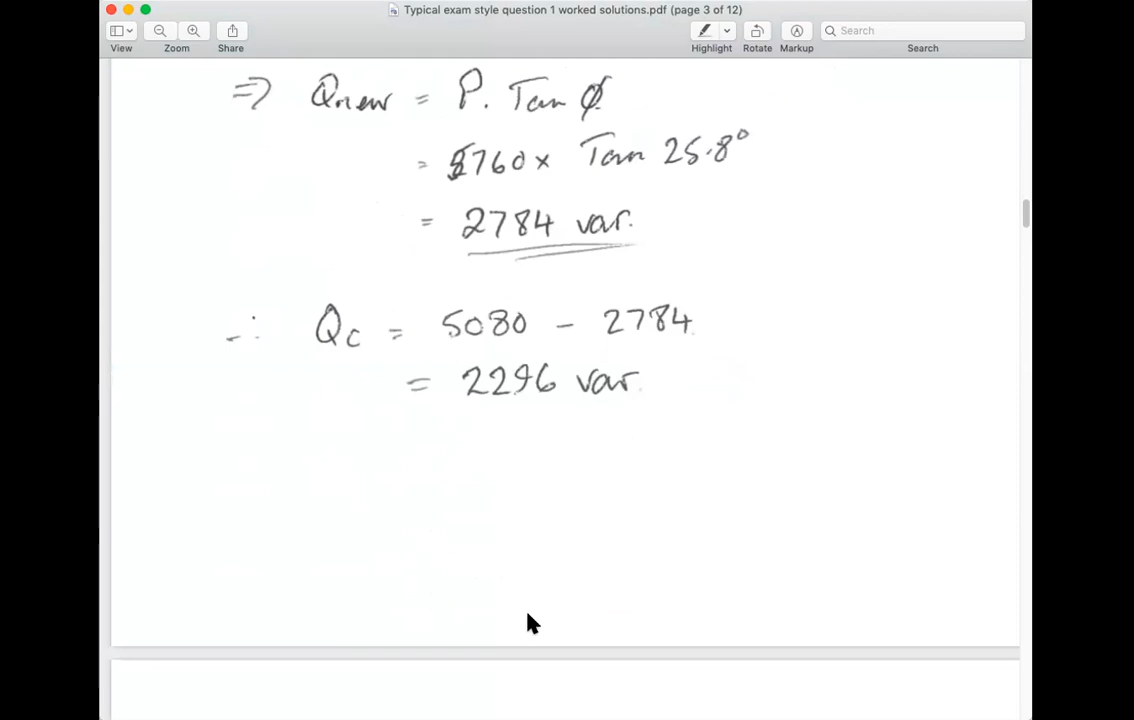 Typical exam style question 1 worked solutions.pdf (page 3 of 12)
View Zoom Share Highlight Rotate Markup Search
Search
⇒ Qnew = P. Tan ϕ
= 5760 × Tan 25.8°
= 2784 var.
∴ Qc = 5080 - 2784
= 2296 var.